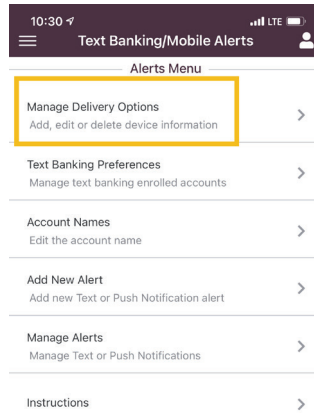 10:30 LTE
Text Banking/Mobile Alerts
Alerts Menu
Manage Delivery Options
Add, edit or delete device information
Text Banking Preferences
Manage text banking enrolled accounts
Account Names
Edit the account name
Add New Alert
Add new Text or Push Notification alert
Manage Alerts
Manage Text or Push Notifications
Instructions